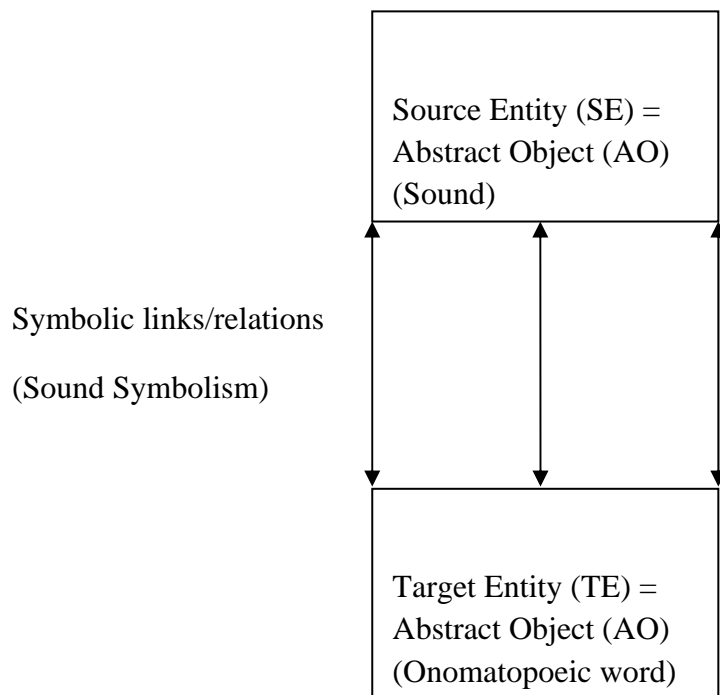 Source Entity (SE) =
Abstract Object (AO)
(Sound)
Symbolic links/relations
(Sound Symbolism)
Target Entity (TE) =
Abstract Object (AO)
(Onomatopoeic word)